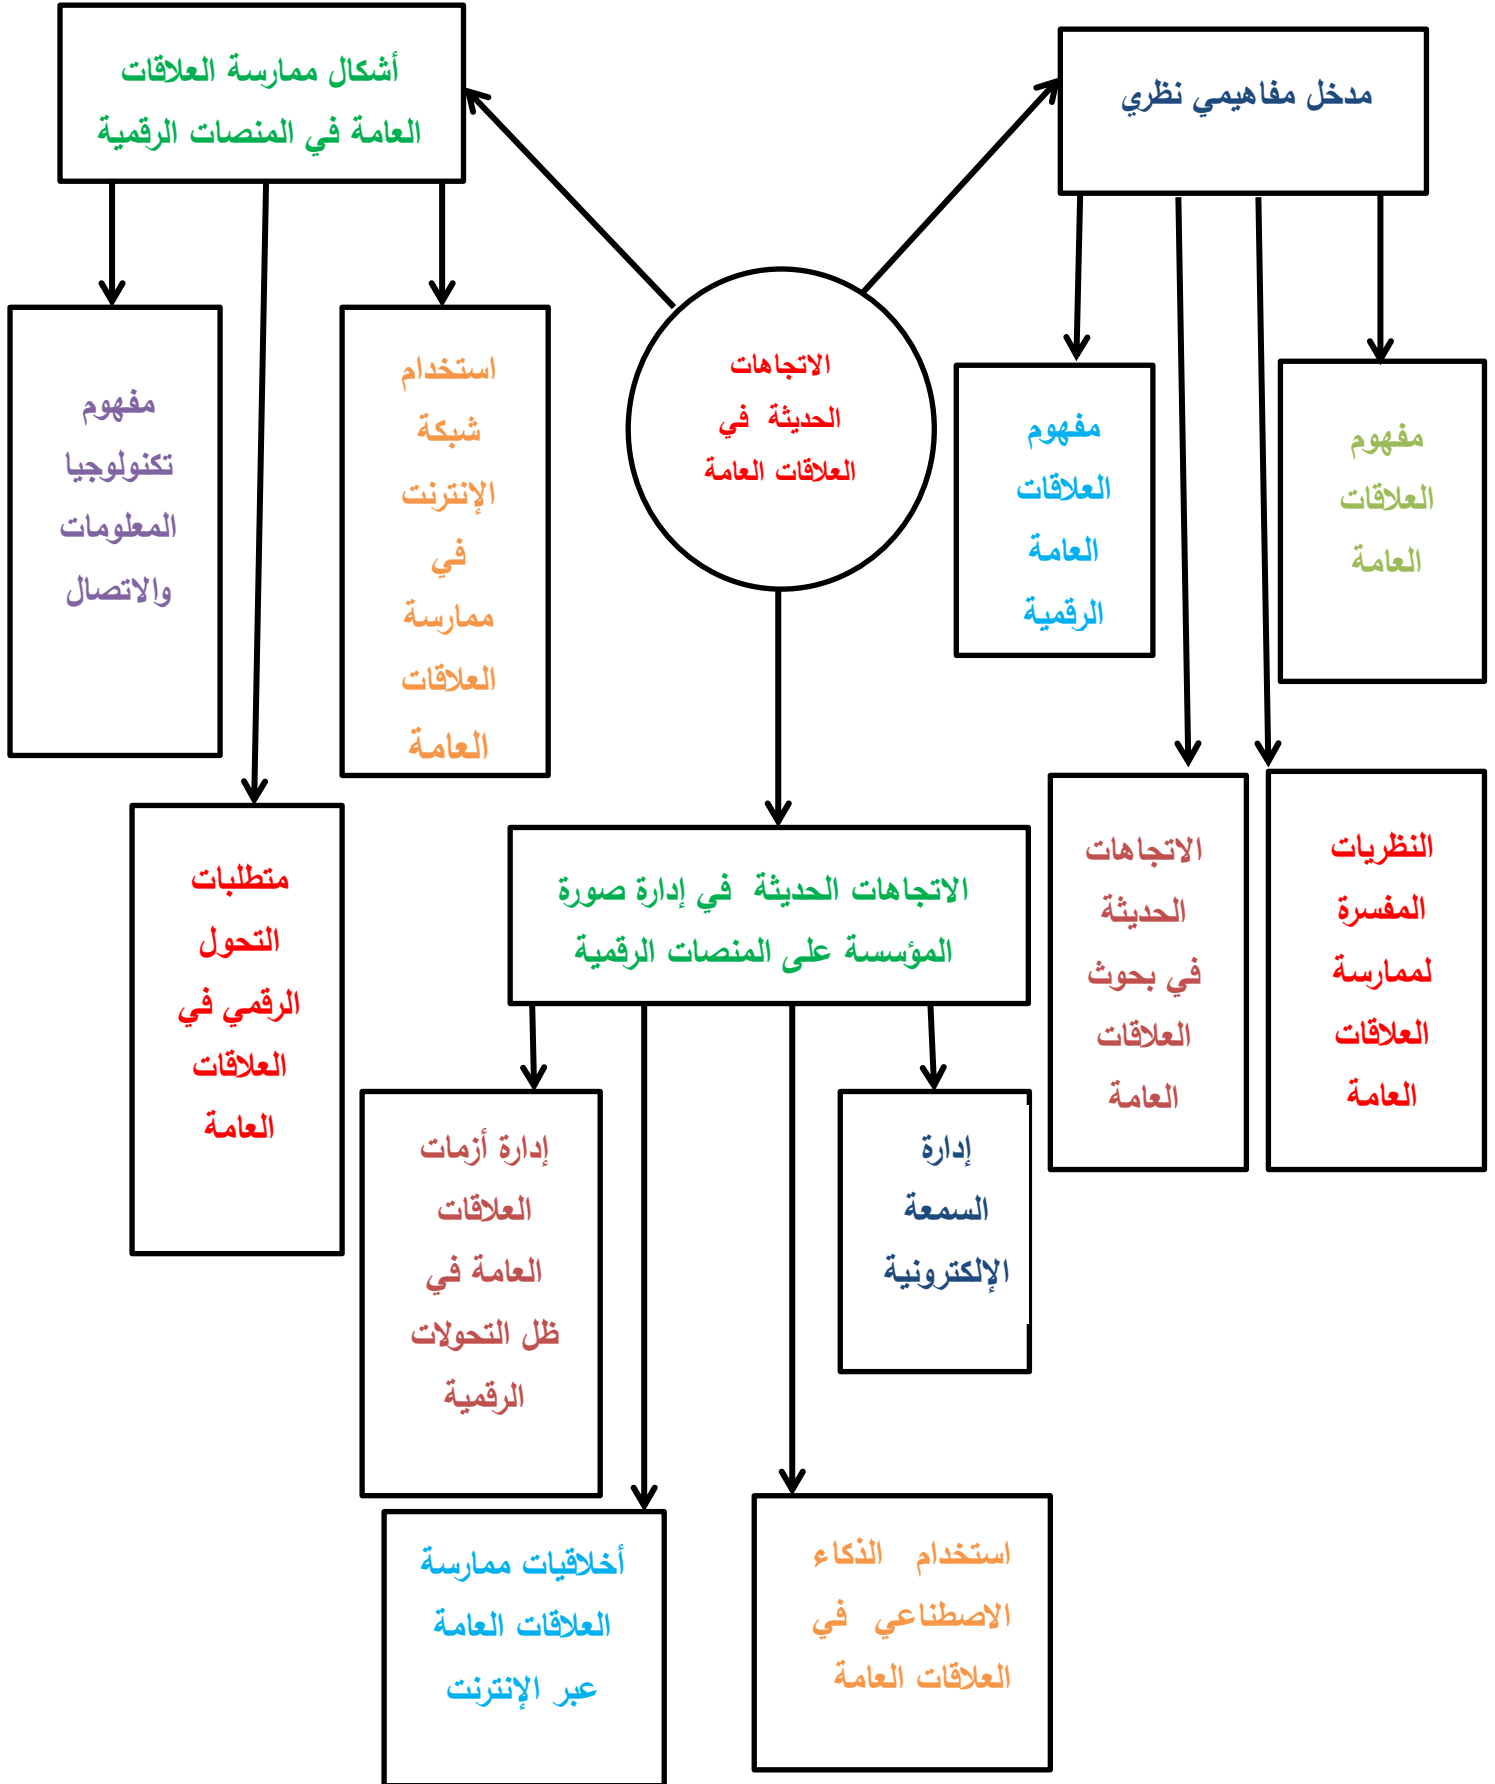 مدخل مفاهيمي نظري
أشكال ممارسة العلاقات
العامة في المنصات الرقمية
الاتجاهات
الحديثة في
العلاقات العامة
مفهوم
العلاقات
العامة
مفهوم
العلاقات
العامة
الرقمية
استخدام
شبكة
الإنترنت
في
ممارسة
العلاقات
العامة
مفهوم
تكنولوجيا
المعلومات
والاتصال
النظريات
المفسرة
لممارسة
العلاقات
العامة
الاتجاهات
الحديثة
في بحوث
العلاقات
العامة
الاتجاهات الحديثة في إدارة صورة
المؤسسة على المنصات الرقمية
متطلبات
التحول
الرقمي في
العلاقات
العامة
إدارة
السمعة
الإلكترونية
إدارة أزمات
العلاقات
العامة في
ظل التحولات
الرقمية
استخدام الذكاء
الاصطناعي في
العلاقات العامة
أخلاقيات ممارسة
العلاقات العامة
عبر الإنترنت